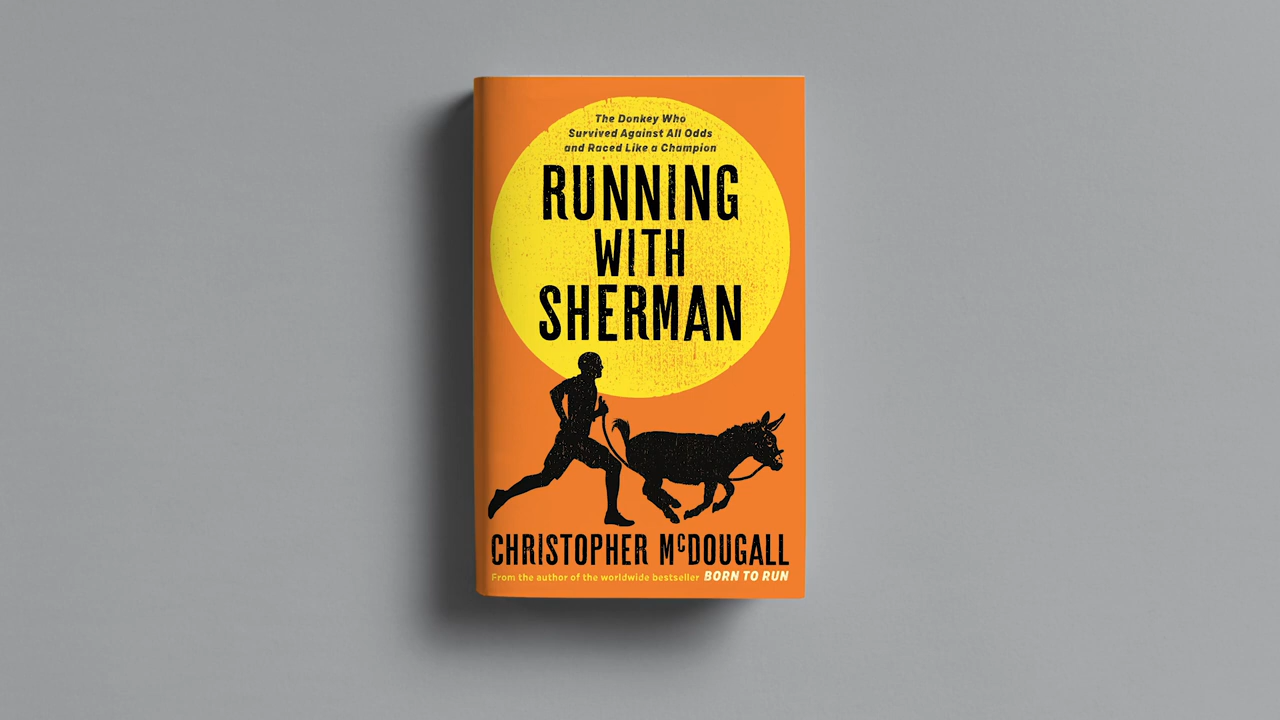 The Donkey Who
Survived Against All Odds
and Raced Like a Champion
RUNNING
WITH
SHERMAN
CHRISTOPHER McDOUGALL
From the author of the worldwide bestseller BORN TO RUN